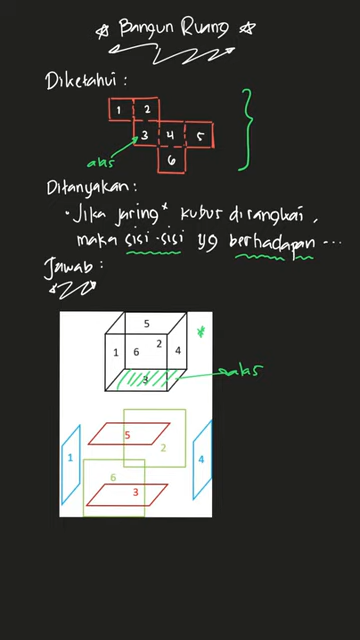 Bangun Ruang
Diketahui :
1 2
3 4 5
alas
6
Ditanyakan :
• Jika jaring" kubus dirangkai,
maka sisi-sisi yg berhadapan ...
Jawab :
5
1 6 2 4
3
alas
5
1 2 4
6
3